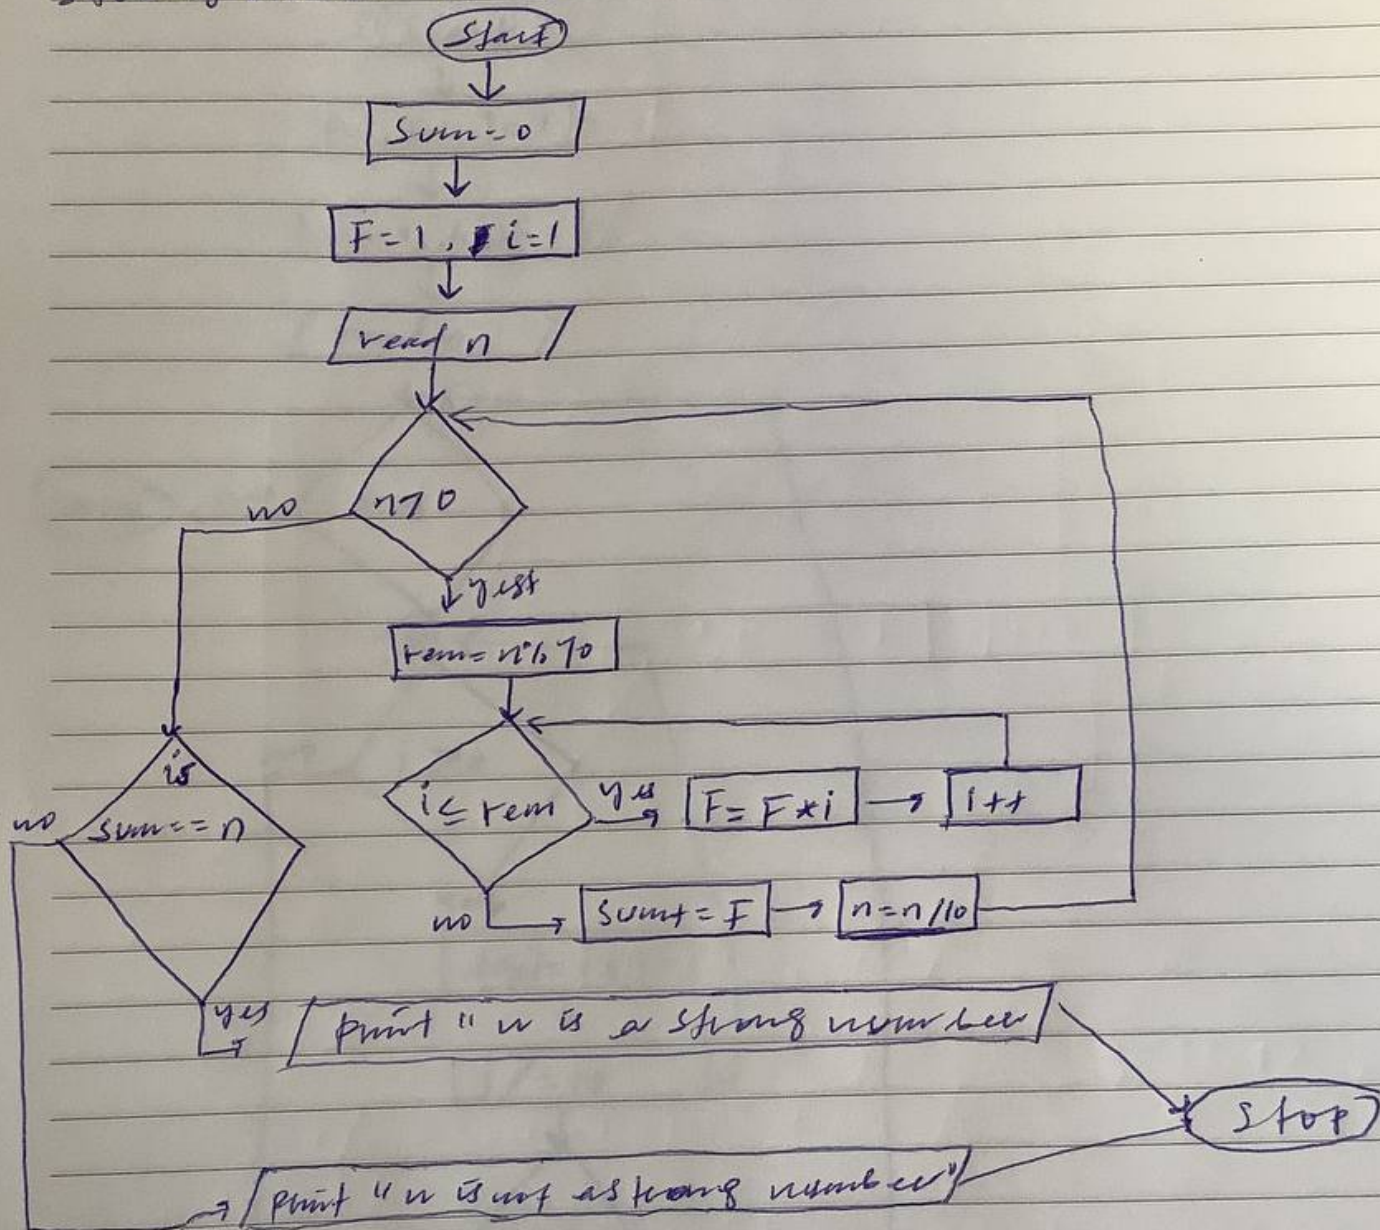 Start
Sum=0
F=1, i=1
read n
n>0
no
yes
rem=n%10
is
sum==n
no
i≤rem
yes
F=F*i
i++
no
sum+=F
n=n/10
yes
print "n is a strong number
Stop
print "n is not a strong number"